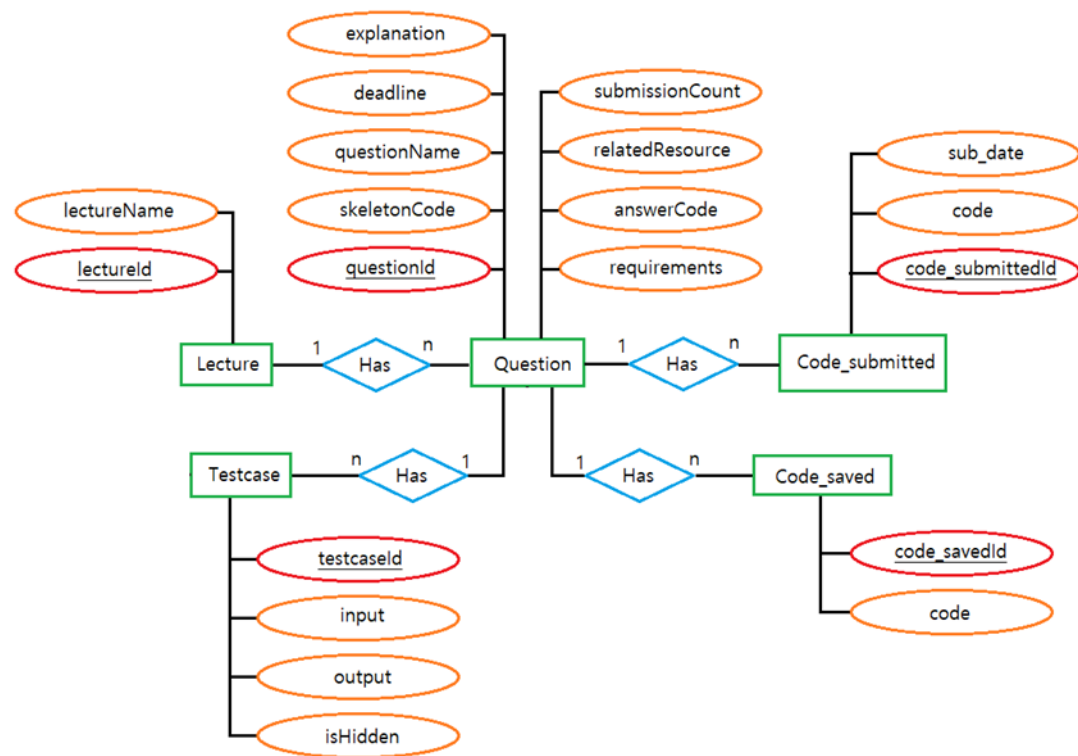 explanation
deadline
submissionCount
questionName
relatedResource
sub_date
lectureName
skeletonCode
answerCode
code
lectureId
questionId
requirements
code_submittedId
Lecture
1
Has
n
Question
1
Has
n
Code_submitted
Testcase
n
Has
1
1
Has
n
Code_saved
testcaseId
code_savedId
input
code
output
isHidden